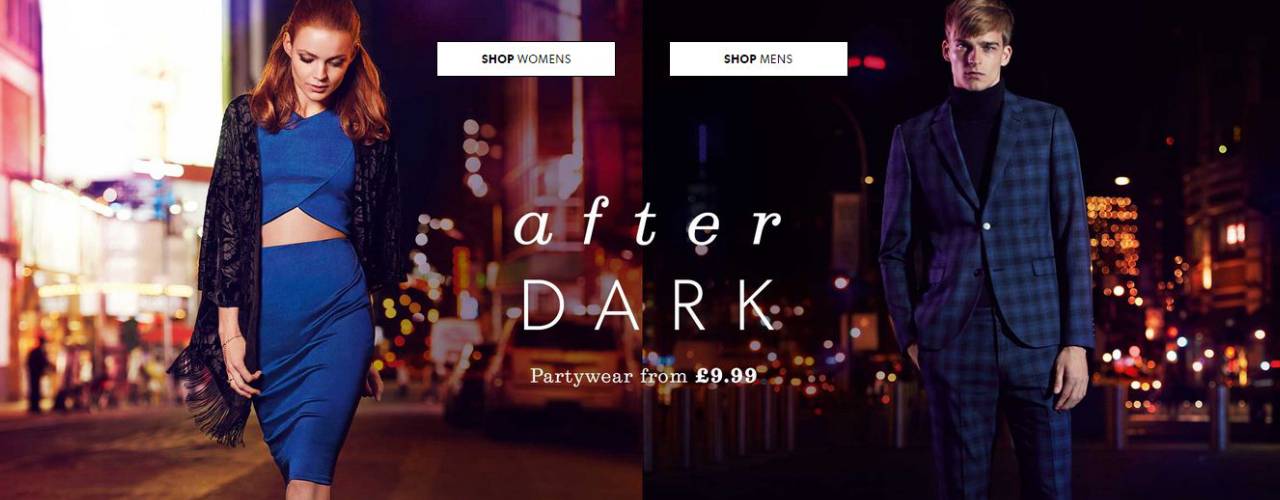 SHOP WOMENS
SHOP MENS
after
DARK
Partywear from £9.99